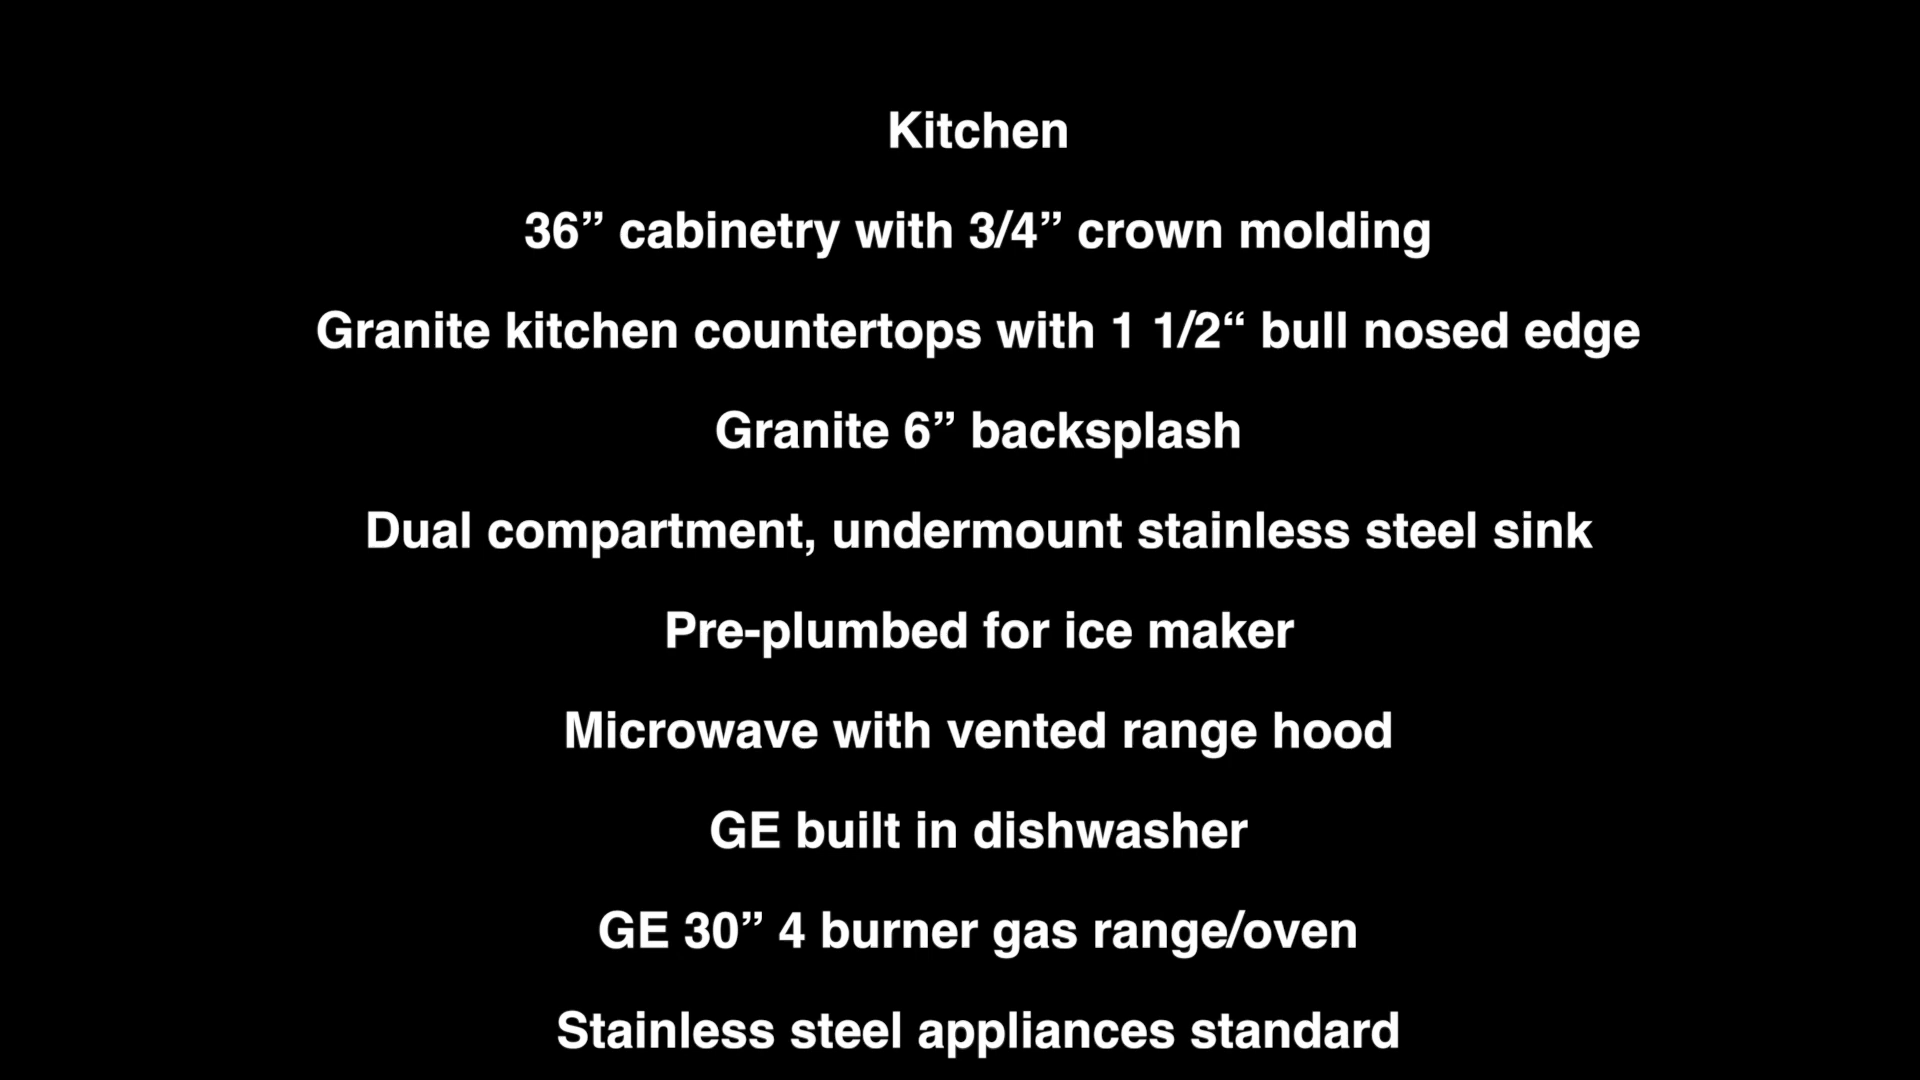 Kitchen
36” cabinetry with 3/4” crown molding
Granite kitchen countertops with 1 1/2“ bull nosed edge
Granite 6” backsplash
Dual compartment, undermount stainless steel sink
Pre-plumbed for ice maker
Microwave with vented range hood
GE built in dishwasher
GE 30” 4 burner gas range/oven
Stainless steel appliances standard